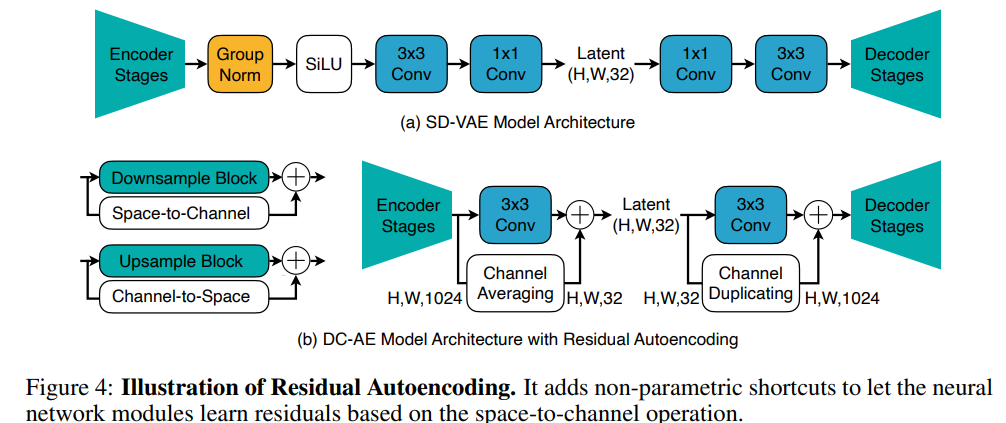 Encoder Stages
Group Norm
SiLU
3x3 Conv
1x1 Conv
Latent (H,W,32)
1x1 Conv
3x3 Conv
Decoder Stages
(a) SD-VAE Model Architecture
Downsample Block
Space-to-Channel
Upsample Block
Channel-to-Space
Encoder Stages
3x3 Conv
Channel Averaging
H,W,1024
H,W,32
Latent (H,W,32)
3x3 Conv
Channel Duplicating
H,W,32
H,W,1024
Decoder Stages
(b) DC-AE Model Architecture with Residual Autoencoding
Figure 4: Illustration of Residual Autoencoding. It adds non-parametric shortcuts to let the neural
network modules learn residuals based on the space-to-channel operation.